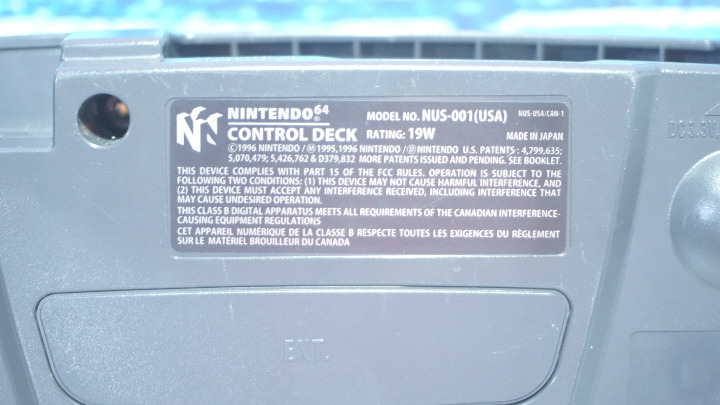 NINTENDO 64
CONTROL DECK
MODEL NO. NUS-001(USA)
NUS-USA/CAN-1
RATING: 19W
MADE IN JAPAN
Ⓒ1996 NINTENDO/Ⓜ1995,1996 NINTENDO/Ⓓ NINTENDO U.S. PATENTS: 4,799,635;
5,070,479; 5,426,762 & D379,832 MORE PATENTS ISSUED AND PENDING. SEE BOOKLET.
THIS DEVICE COMPLIES WITH PART 15 OF THE FCC RULES. OPERATION IS SUBJECT TO THE
FOLLOWING TWO CONDITIONS: (1) THIS DEVICE MAY NOT CAUSE HARMFUL INTERFERENCE, AND
(2) THIS DEVICE MUST ACCEPT ANY INTERFERENCE RECEIVED, INCLUDING INTERFERENCE THAT
MAY CAUSE UNDESIRED OPERATION.
THIS CLASS B DIGITAL APPARATUS MEETS ALL REQUIREMENTS OF THE CANADIAN INTERFERENCE-
CAUSING EQUIPMENT REGULATIONS
CET APPAREIL NUMÉRIQUE DE LA CLASSE B RESPECTE TOUTES LES EXIGENCES DU RÈGLEMENT
SUR LE MATÉRIEL BROUILLEUR DU CANADA
EXT.